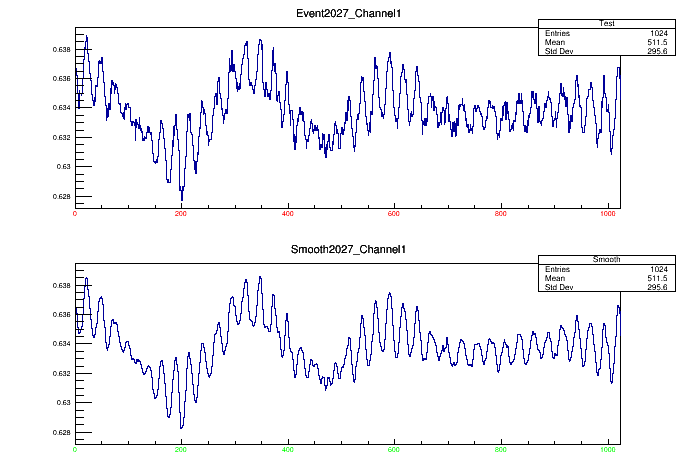 Event2027_Channel1
Test
Entries 1024
Mean 511.5
Std Dev 295.6
0.638
0.636
0.634
0.632
0.63
0.628
0 200 400 600 800 1000
Smooth2027_Channel1
Smooth
Entries 1024
Mean 511.5
Std Dev 295.6
0.638
0.636
0.634
0.632
0.63
0.628
0 200 400 600 800 1000